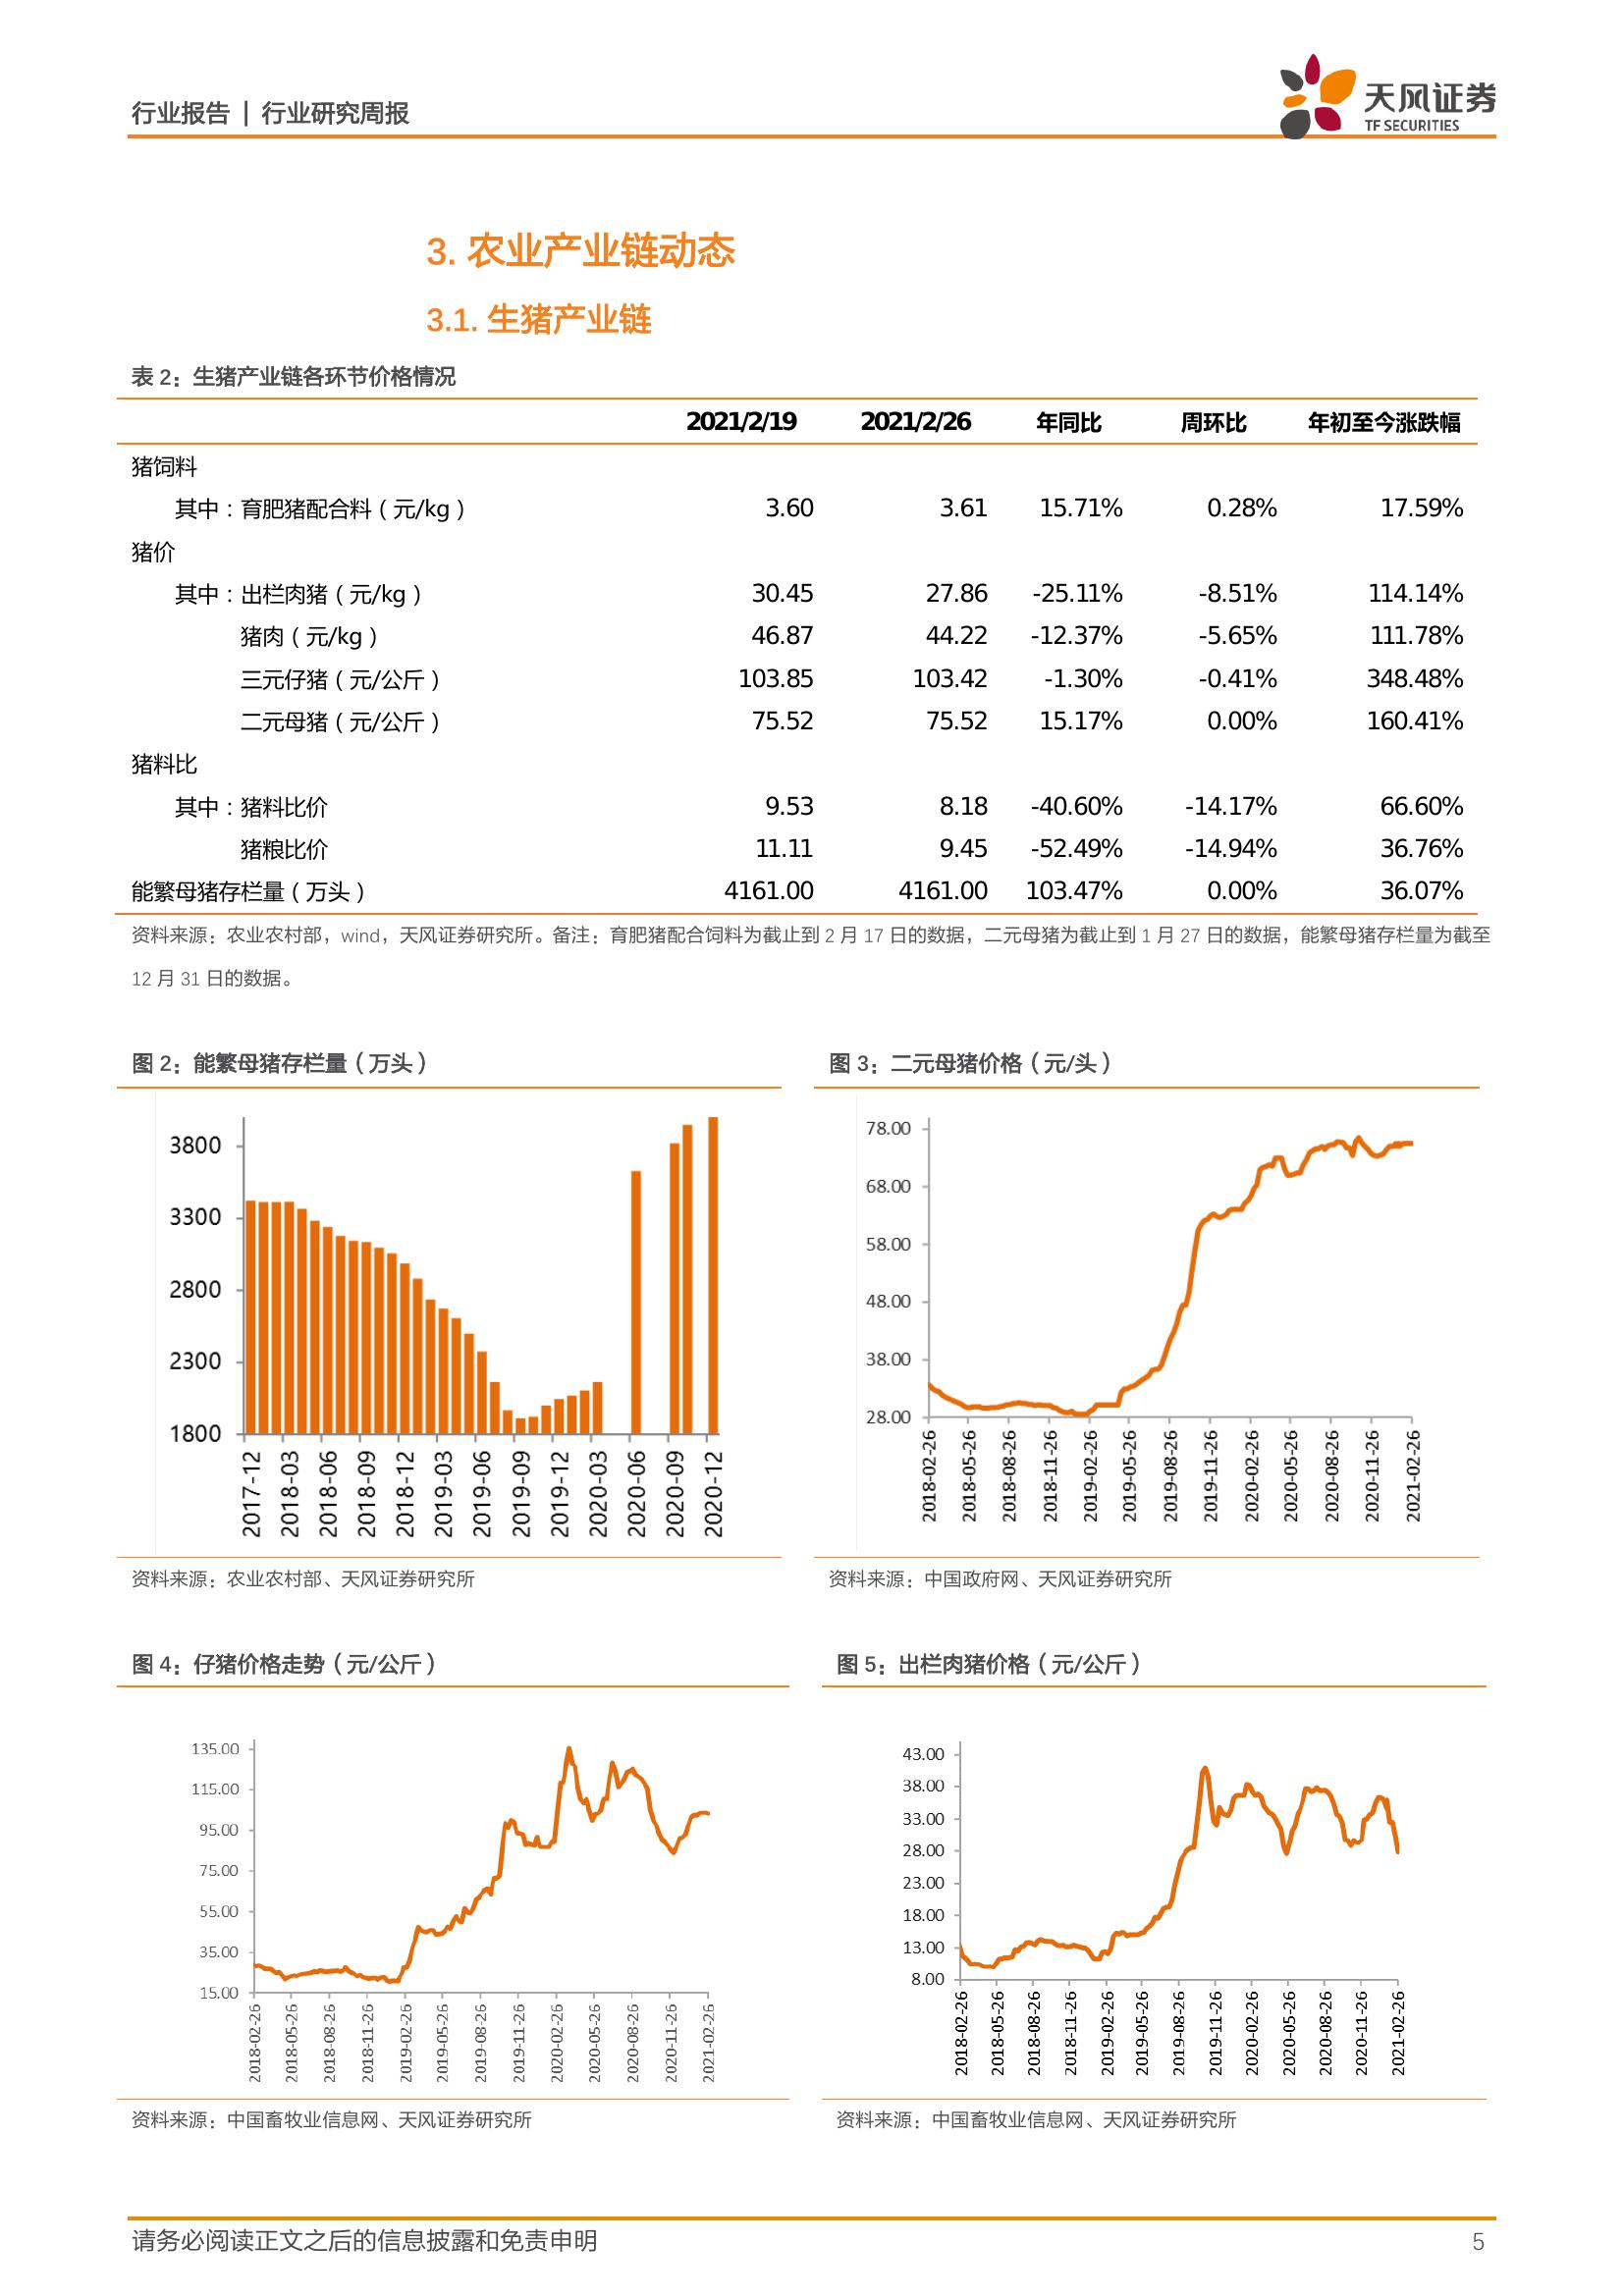 行业报告 | 行业研究周报
天风证券
TF SECURITIES
3. 农业产业链动态
3.1. 生猪产业链
表 2：生猪产业链各环节价格情况
2021/2/19 2021/2/26 年同比 周环比 年初至今涨跌幅
猪饲料
其中：育肥猪配合料（元/kg） 3.60 3.61 15.71% 0.28% 17.59%
猪价
其中：出栏肉猪（元/kg） 30.45 27.86 -25.11% -8.51% 114.14%
猪肉（元/kg） 46.87 44.22 -12.37% -5.65% 111.78%
三元仔猪（元/公斤） 103.85 103.42 -1.30% -0.41% 348.48%
二元母猪（元/公斤） 75.52 75.52 15.17% 0.00% 160.41%
猪料比
其中：猪料比价 9.53 8.18 -40.60% -14.17% 66.60%
猪粮比价 11.11 9.45 -52.49% -14.94% 36.76%
能繁母猪存栏量（万头） 4161.00 4161.00 103.47% 0.00% 36.07%
资料来源：农业农村部，wind，天风证券研究所。备注：育肥猪配合饲料为截止到 2 月 17 日的数据，二元母猪为截止到 1 月 27 日的数据，能繁母猪存栏量为截至
12 月 31 日的数据。
图 2：能繁母猪存栏量（万头）
3800
3300
2800
2300
1800
2017-12 2018-03 2018-06 2018-09 2018-12 2019-03 2019-06 2019-09 2019-12 2020-03 2020-06 2020-09 2020-12
资料来源：农业农村部、天风证券研究所
图 3：二元母猪价格（元/头）
78.00
68.00
58.00
48.00
38.00
28.00
2018-02-26 2018-05-26 2018-08-26 2018-11-26 2019-02-26 2019-05-26 2019-08-26 2019-11-26 2020-02-26 2020-05-26 2020-08-26 2020-11-26 2021-02-26
资料来源：中国政府网、天风证券研究所
图 4：仔猪价格走势（元/公斤）
135.00
115.00
95.00
75.00
55.00
35.00
15.00
2018-02-26 2018-05-26 2018-08-26 2018-11-26 2019-02-26 2019-05-26 2019-08-26 2019-11-26 2020-02-26 2020-05-26 2020-08-26 2020-11-26 2021-02-26
资料来源：中国畜牧业信息网、天风证券研究所
图 5：出栏肉猪价格（元/公斤）
43.00
38.00
33.00
28.00
23.00
18.00
13.00
8.00
2018-02-26 2018-05-26 2018-08-26 2018-11-26 2019-02-26 2019-05-26 2019-08-26 2019-11-26 2020-02-26 2020-05-26 2020-08-26 2020-11-26 2021-02-26
资料来源：中国畜牧业信息网、天风证券研究所
请务必阅读正文之后的信息披露和免责申明 5